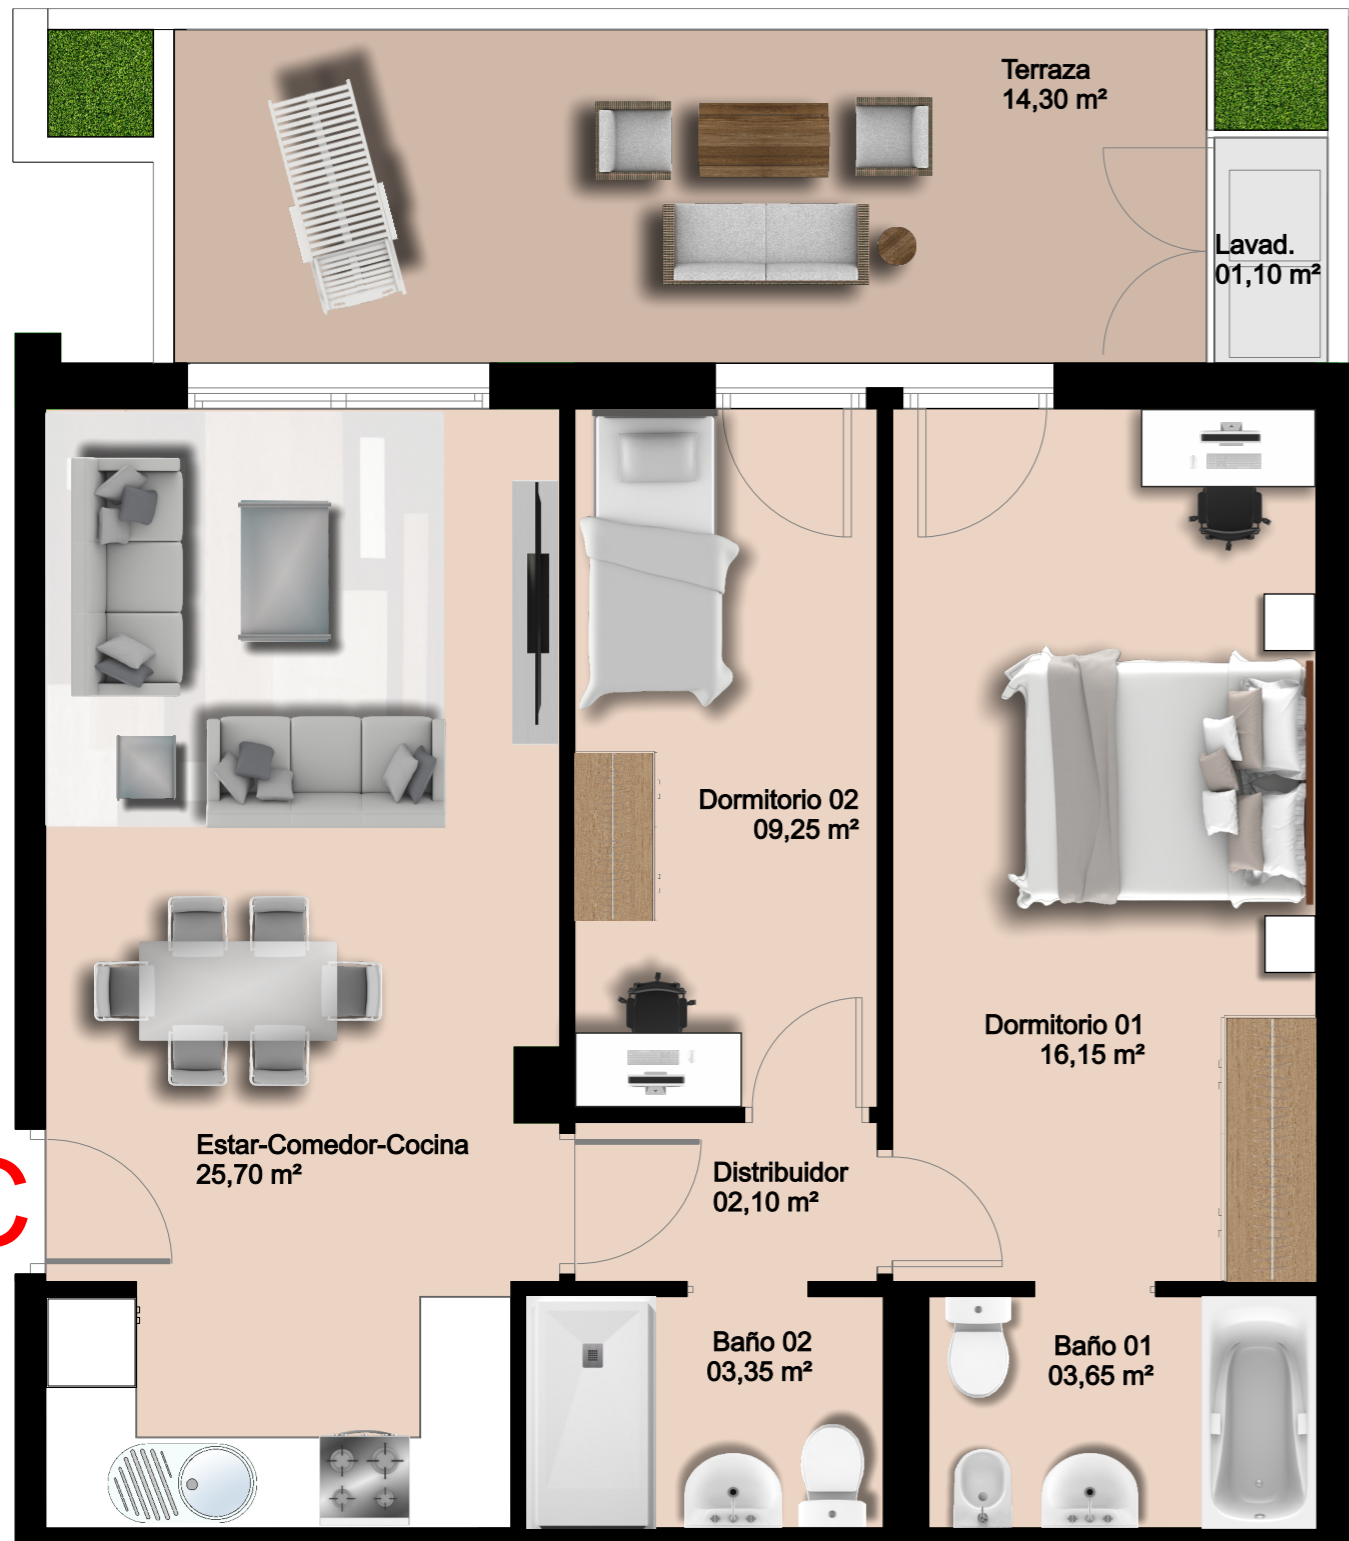 Terraza
14,30 m²
Lavad.
01,10 m²
Dormitorio 02
09,25 m²
Dormitorio 01
16,15 m²
Estar-Comedor-Cocina
25,70 m²
Distribuidor
02,10 m²
C
Baño 02
03,35 m²
Baño 01
03,65 m²